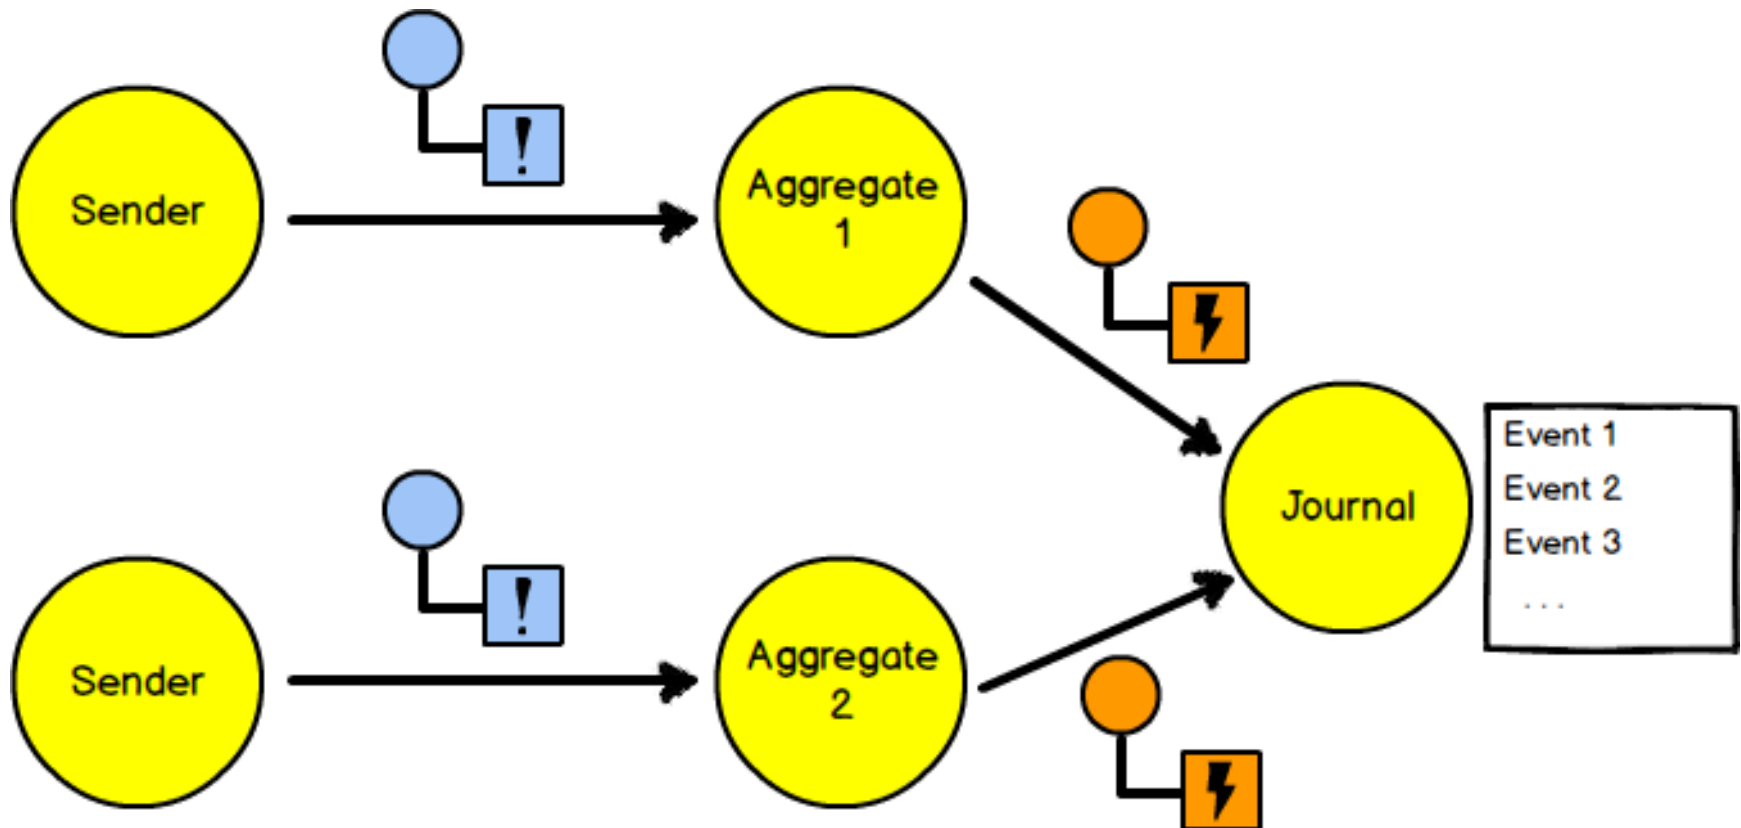 Sender
!
Aggregate
1
Journal
Event 1
Event 2
Event 3
...
Sender
!
Aggregate
2